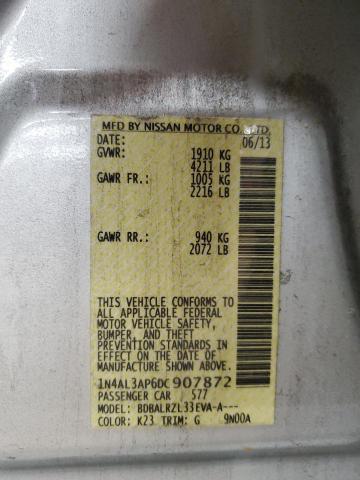 MFD BY NISSAN MOTOR CO.,LTD.
DATE: 06/13
GVWR: 1910 KG
4211 LB
GAWR FR.: 1005 KG
2216 LB
GAWR RR.: 940 KG
2072 LB
THIS VEHICLE CONFORMS TO
ALL APPLICABLE FEDERAL
MOTOR VEHICLE SAFETY,
BUMPER, AND THEFT
PREVENTION STANDARDS
IN EFFECT ON THE DATE OF
MANUFACTURE SHOWN ABOVE.
1N4AL3AP6DC907872
PASSENGER CAR / 577
MODEL: BDBALRZL33EVA-A---
COLOR: K23 TRIM: G 9N00A